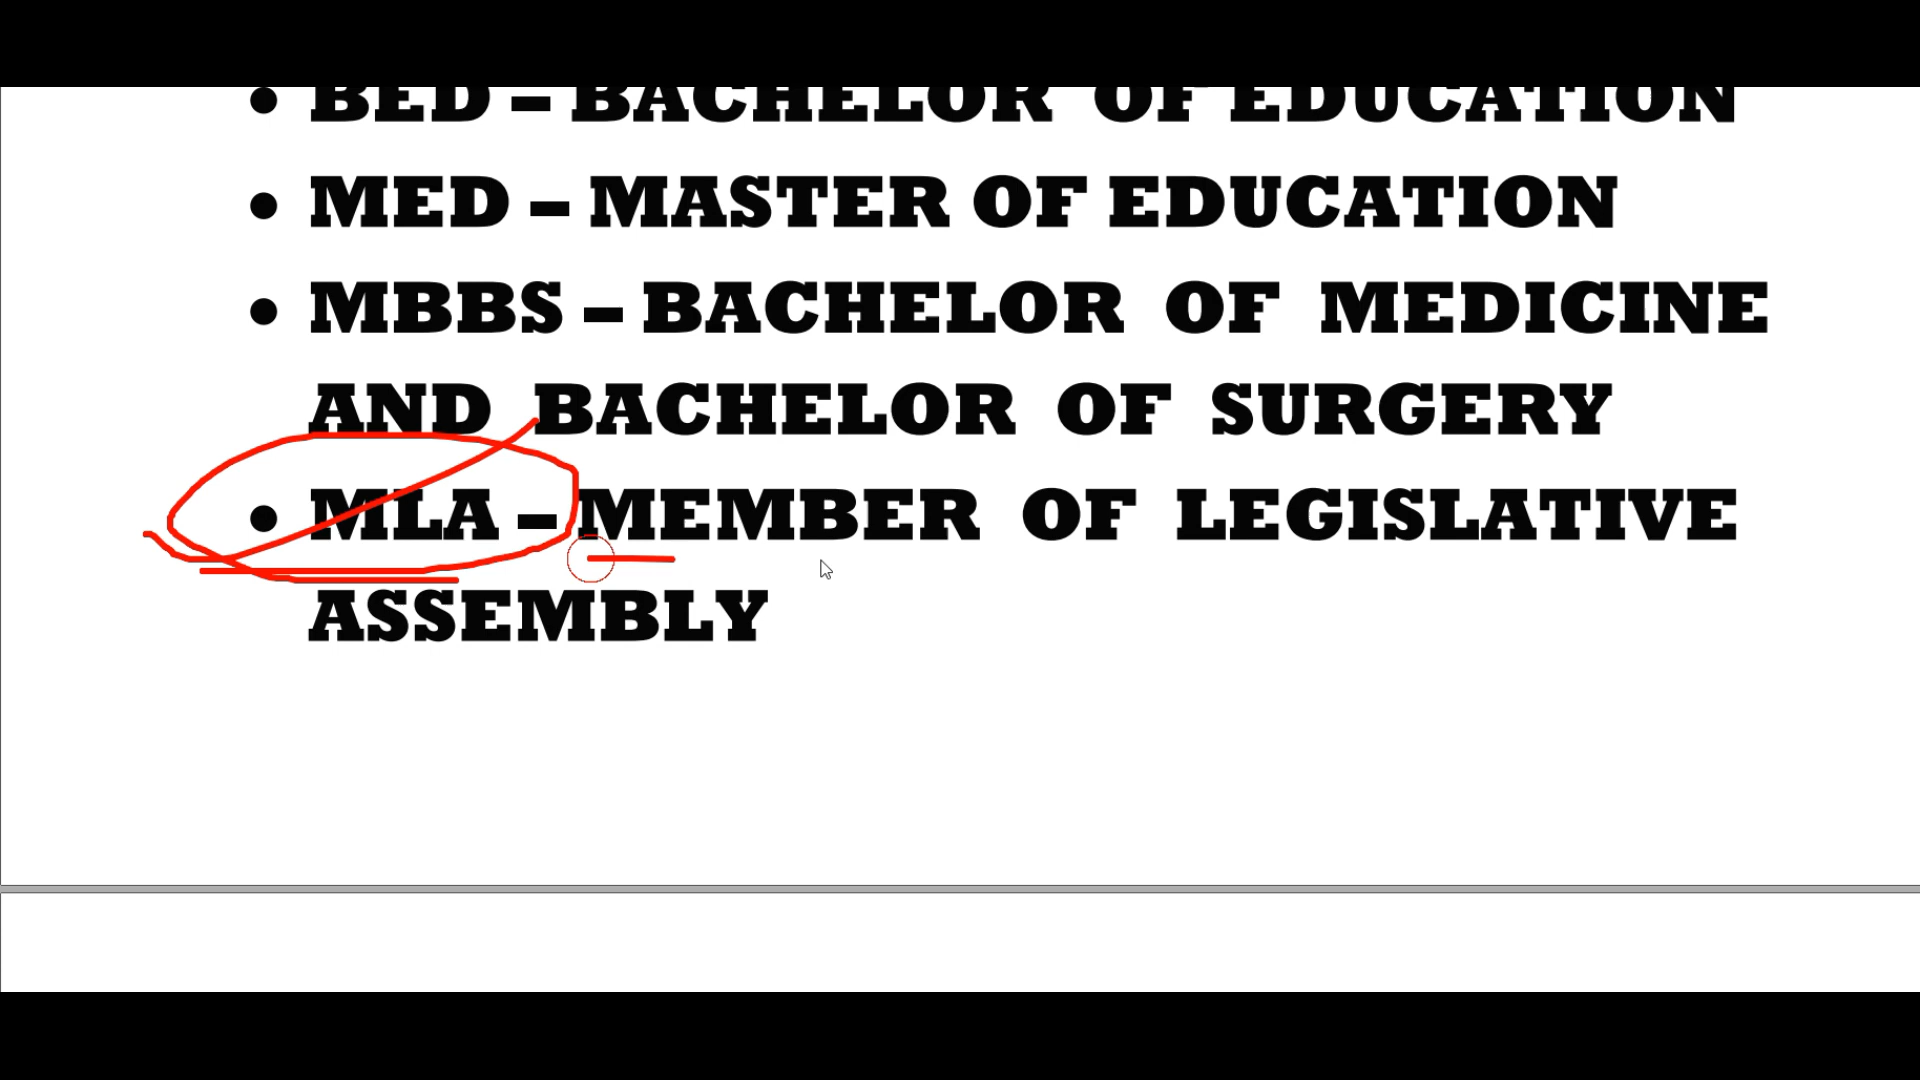 • BED – BACHELOR OF EDUCATION
• MED – MASTER OF EDUCATION
• MBBS – BACHELOR OF MEDICINE
AND BACHELOR OF SURGERY
• MLA – MEMBER OF LEGISLATIVE
ASSEMBLY